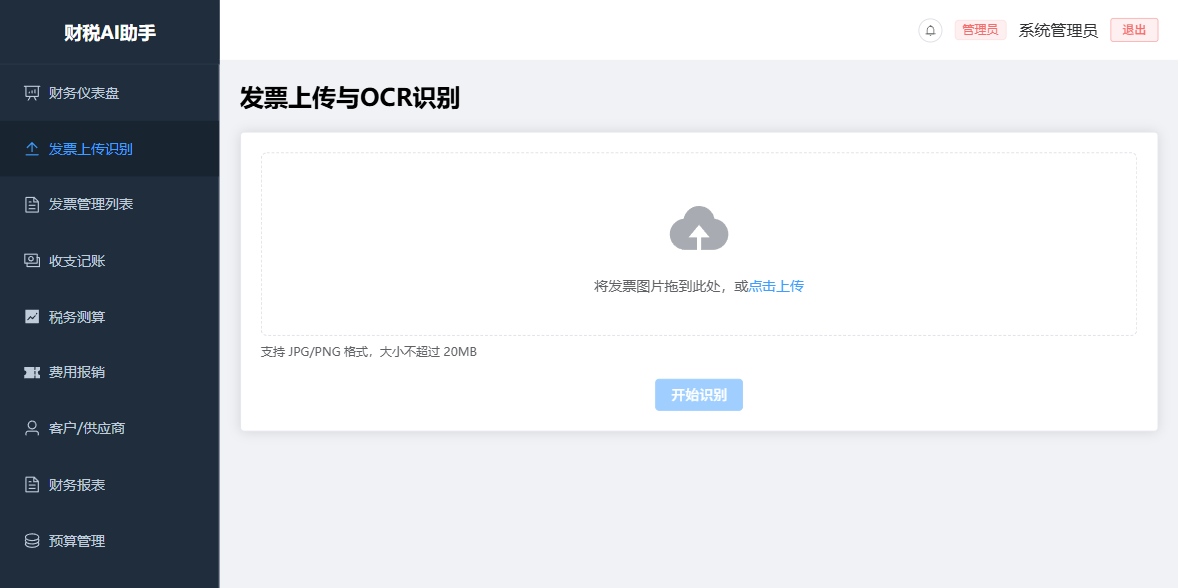 财税AI助手
管理员
系统管理员
退出
财务仪表盘
发票上传识别
发票管理列表
收支记账
税务测算
费用报销
客户/供应商
财务报表
预算管理
发票上传与OCR识别
将发票图片拖到此处，或点击上传
支持 JPG/PNG 格式，大小不超过 20MB
开始识别